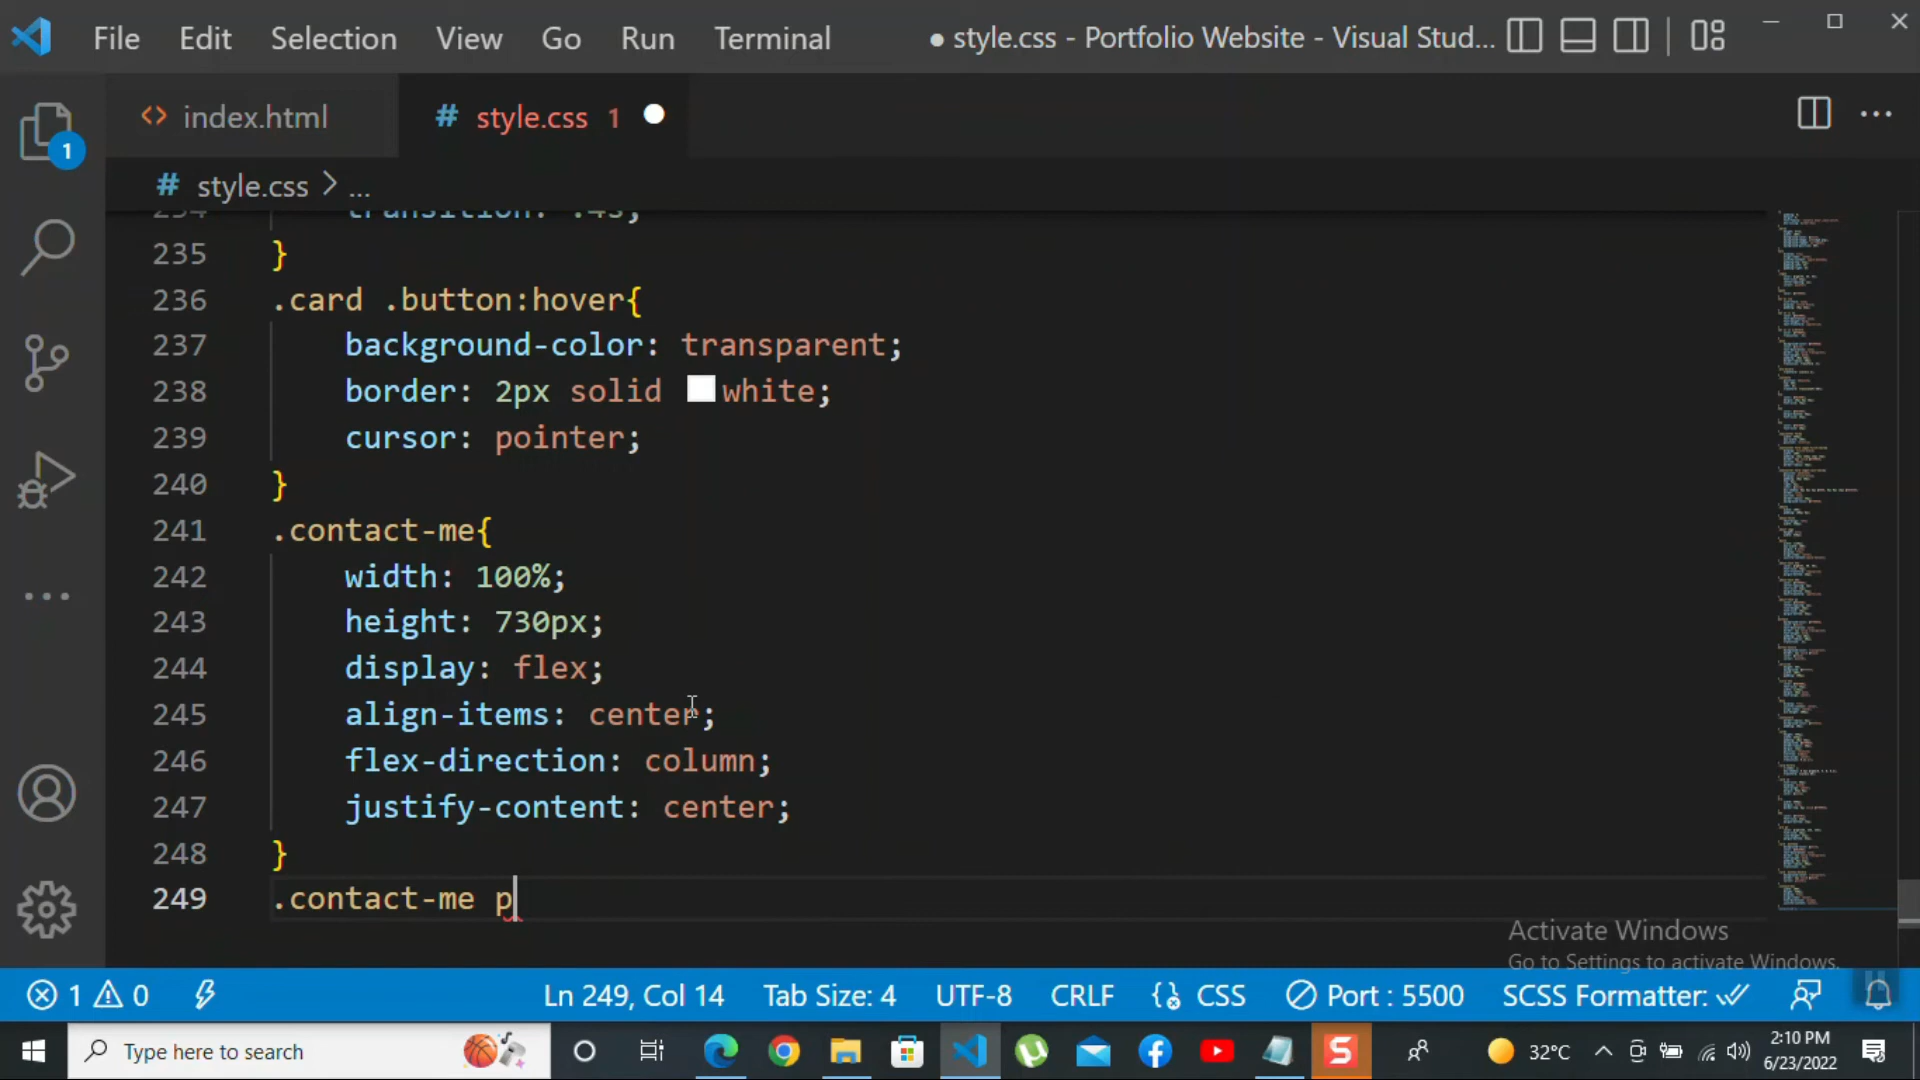 File Edit Selection View Go Run Terminal ● style.css - Portfolio Website - Visual Stud...
<> index.html # style.css 1
1
# style.css > ...
234 transition: .4s;
235 }
236 .card .button:hover{
237 background-color: transparent;
238 border: 2px solid white;
239 cursor: pointer;
240 }
241 .contact-me{
242 width: 100%;
243 height: 730px;
244 display: flex;
245 align-items: center;
246 flex-direction: column;
247 justify-content: center;
248 }
249 .contact-me p
Activate Windows
Go to Settings to activate Windows.
1 0 Ln 249, Col 14 Tab Size: 4 UTF-8 CRLF {} CSS Port : 5500 SCSS Formatter:
Type here to search S 32°C 2:10 PM
6/23/2022